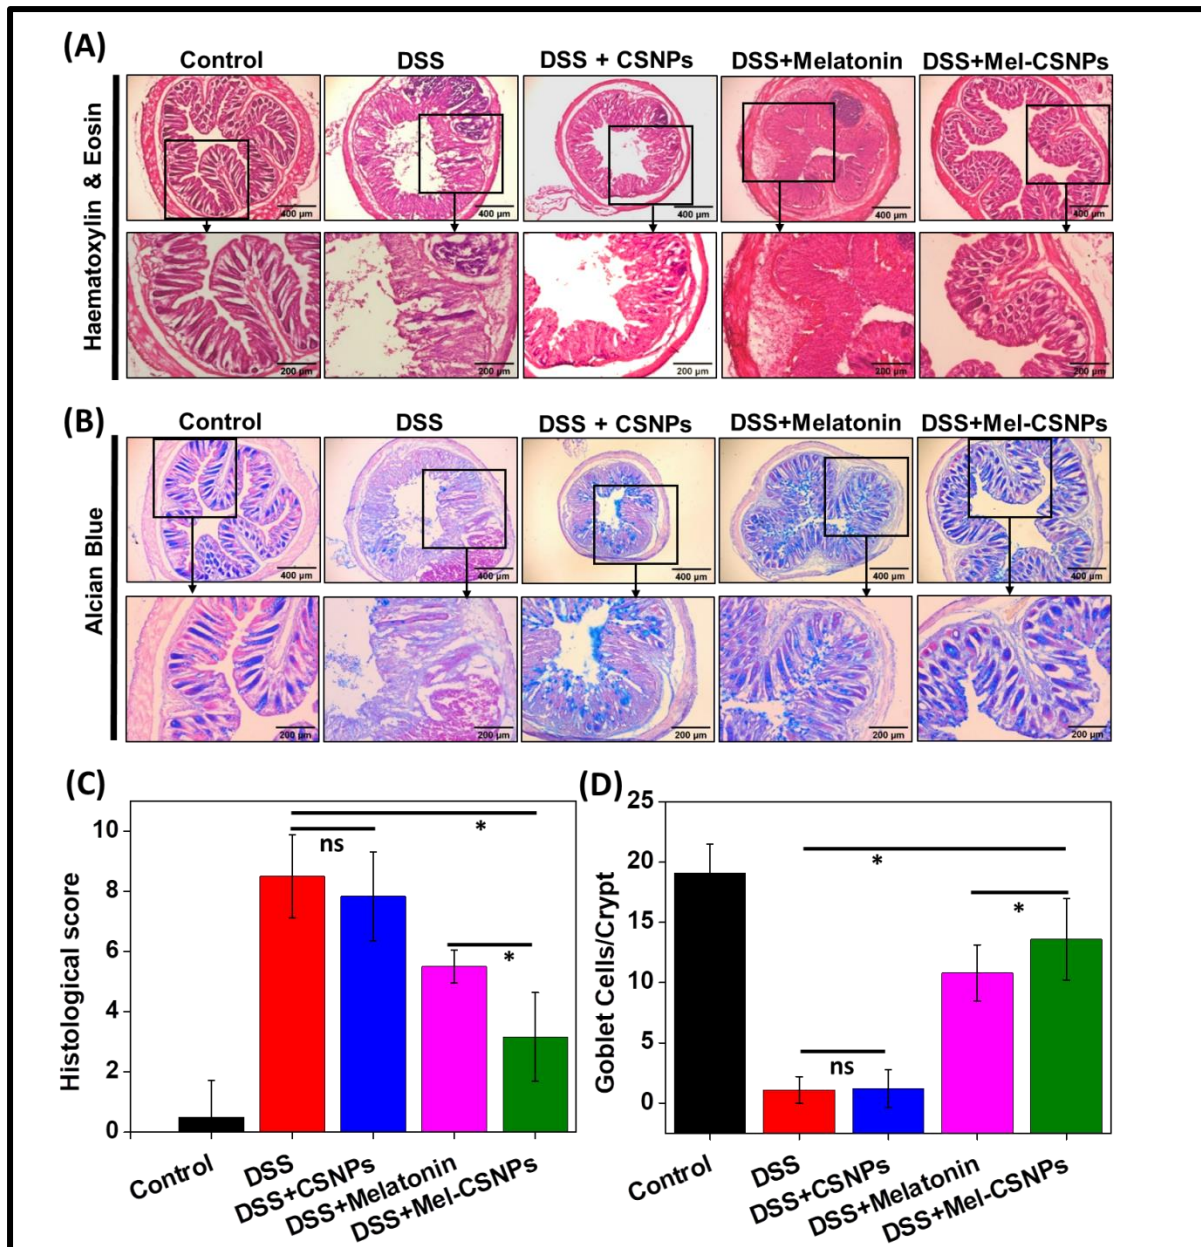 (A)
Control
DSS
DSS + CSNPs
DSS+Melatonin
DSS+Mel-CSNPs
Haematoxylin & Eosin
400 µm
400 µm
400 µm
400 µm
400 µm
200 µm
200 µm
200 µm
200 µm
200 µm
(B)
Control
DSS
DSS + CSNPs
DSS+Melatonin
DSS+Mel-CSNPs
Alcian Blue
400 µm
400 µm
400 µm
400 µm
400 µm
200 µm
200 µm
200 µm
200 µm
200 µm
(C)
Histological score
10
8
6
4
2
0
ns
*
*
Control
DSS
DSS+CSNPs
DSS+Melatonin
DSS+Mel-CSNPs
(D)
Goblet Cells/Crypt
25
20
15
10
5
0
*
*
ns
Control
DSS
DSS+CSNPs
DSS+Melatonin
DSS+Mel-CSNPs